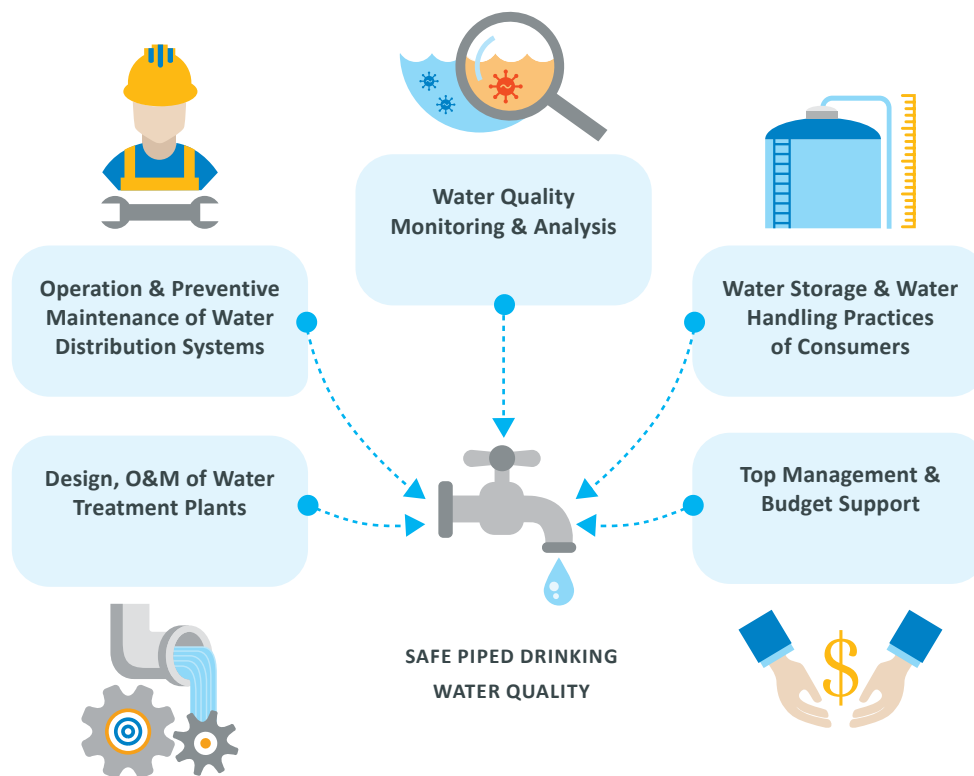 Water Quality
Monitoring & Analysis
Operation & Preventive
Maintenance of Water
Distribution Systems
Water Storage & Water
Handling Practices
of Consumers
Design, O&M of Water
Treatment Plants
Top Management &
Budget Support
SAFE PIPED DRINKING
WATER QUALITY
$